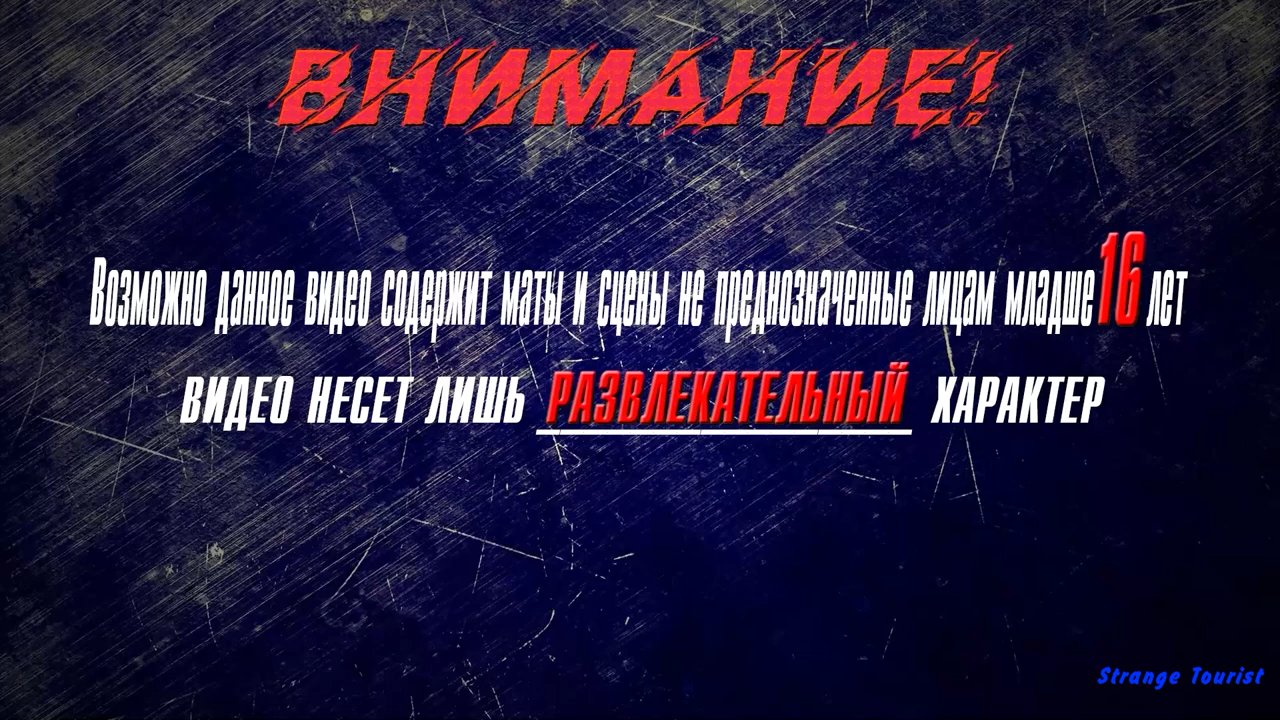 ВНИМАНИЕ!
Возможно данное видео содержит маты и сцены не преднозначенные лицам младше 16 лет
ВИДЕО НЕСЕТ ЛИШЬ РАЗВЛЕКАТЕЛЬНЫЙ ХАРАКТЕР
Strange Tourist